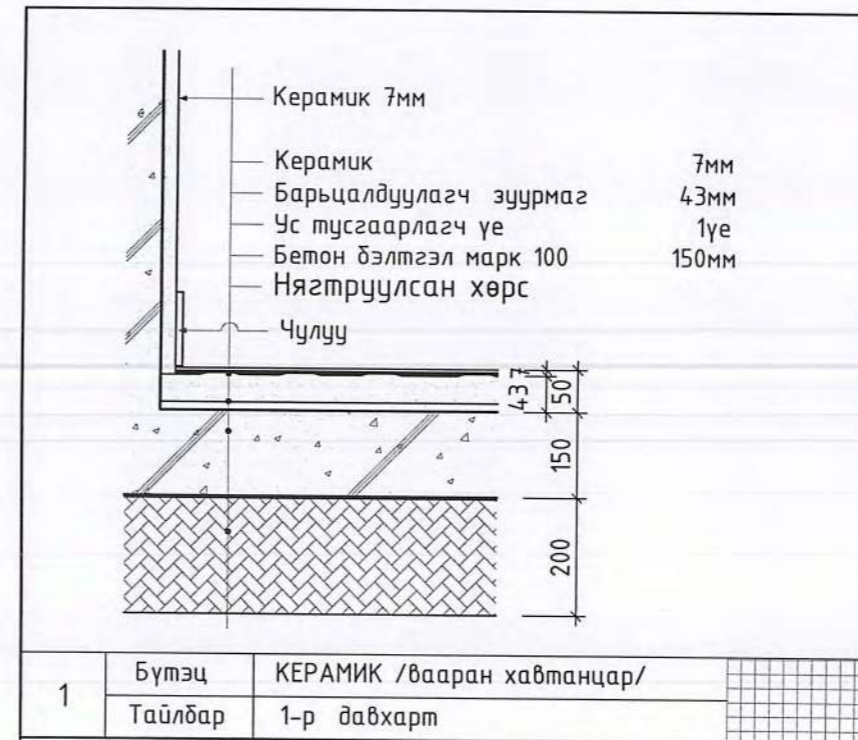 Керамик 7мм
Керамик 7мм
Барьцалдуулагч зуурмаг 43мм
Ус тусгаарлагч үе 1үе
Бетон бэлтгэл марк 100 150мм
Нягтруулсан хөрс
Чулуу
43 7
50
150
200
1
Бүтэц КЕРАМИК /вааран хавтанцар/
Тайлбар 1-р давхарт